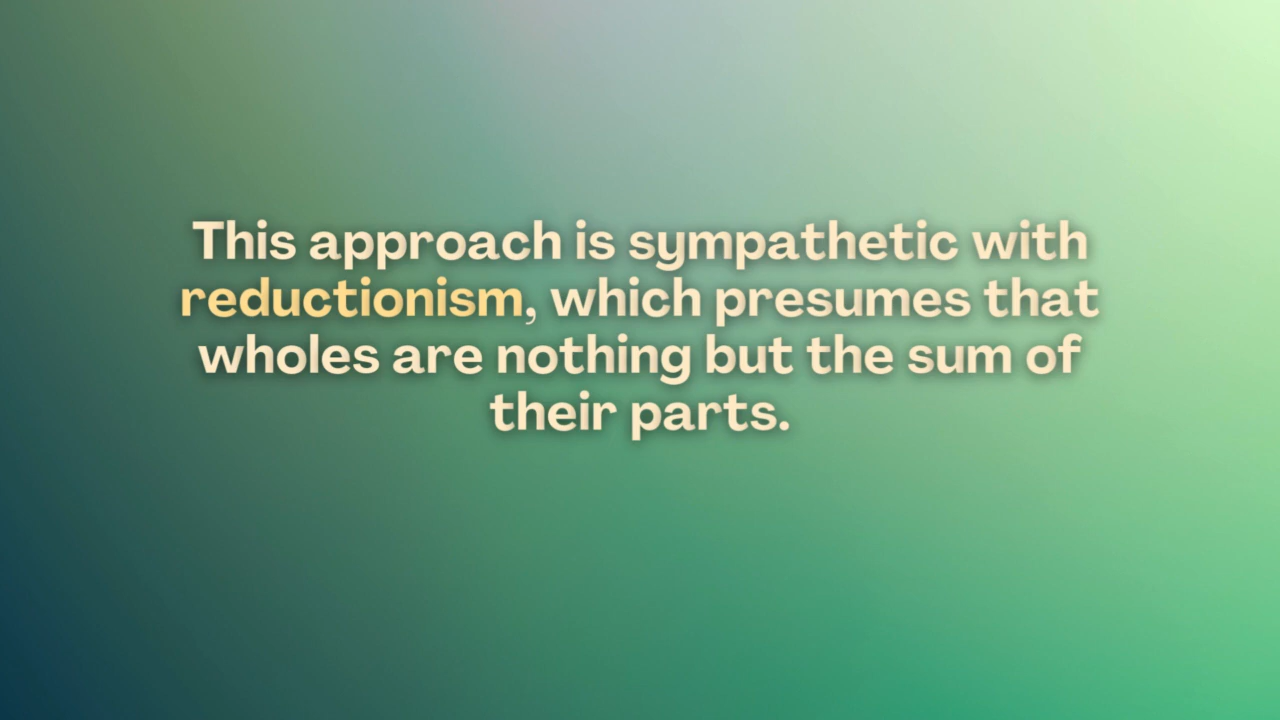 This approach is sympathetic with
reductionism, which presumes that
wholes are nothing but the sum of
their parts.